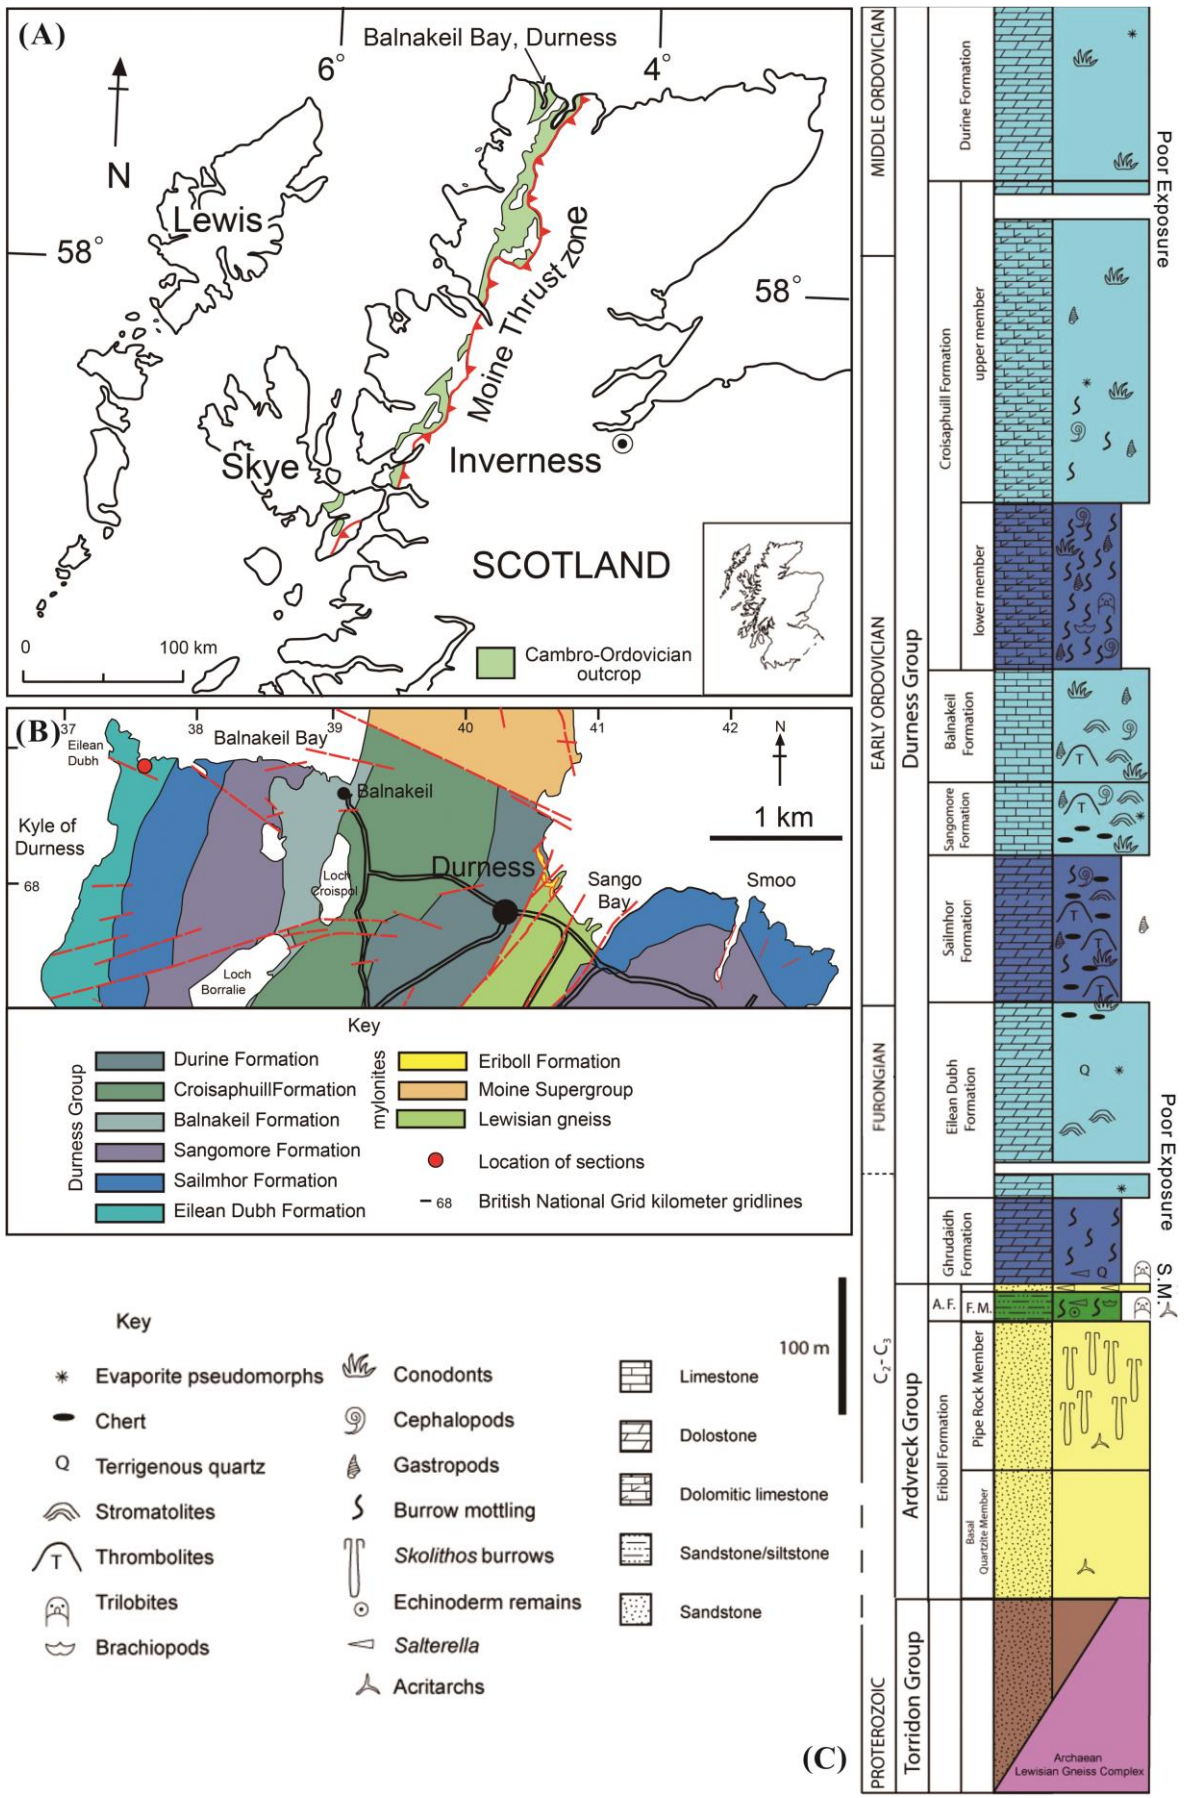 (A)
Balnakeil Bay, Durness
6°
4°
N
Lewis
58°
58°
Moine Thrust zone
Skye
Inverness
SCOTLAND
0
100 km
Cambro-Ordovician
outcrop
(B)
37
38
39
40
41
42
Eilean
Dubh
Balnakeil Bay
N
Balnakeil
1 km
Kyle of
Durness
68
Durness
Loch
Croispol
Sango
Bay
Smoo
Loch
Borralie
Key
Durness Group
Durine Formation
CroisaphuillFormation
Balnakeil Formation
Sangomore Formation
Sailmhor Formation
Eilean Dubh Formation
mylonites
Eriboll Formation
Moine Supergroup
Lewisian gneiss
Location of sections
68
British National Grid kilometer gridlines
Key
Evaporite pseudomorphs
Chert
Q
Terrigenous quartz
Stromatolites
T
Thrombolites
Trilobites
Brachiopods
Conodonts
Cephalopods
Gastropods
Burrow mottling
Skolithos burrows
Echinoderm remains
Salterella
Acritarchs
Limestone
Dolostone
Dolomitic limestone
Sandstone/siltstone
Sandstone
100 m
(C)
MIDDLE ORDOVICIAN
EARLY ORDOVICIAN
FURONGIAN
C2- C3
PROTEROZOIC
Durness Group
Ardvreck Group
Torridon Group
Durine Formation
Croisaphuill Formation
upper member
lower member
Balnakeil
Formation
Sangomore
Formation
Sailmhor
Formation
Eilean Dubh
Formation
Ghrudaidh
Formation
A.F.
F.M.
Eriboll Formation
Pipe Rock Member
Basal
Quartzite Member
T
T
T
T
T
Q
Q
Poor Exposure
Poor Exposure
S.M.
Archaean
Lewisian Gneiss Complex